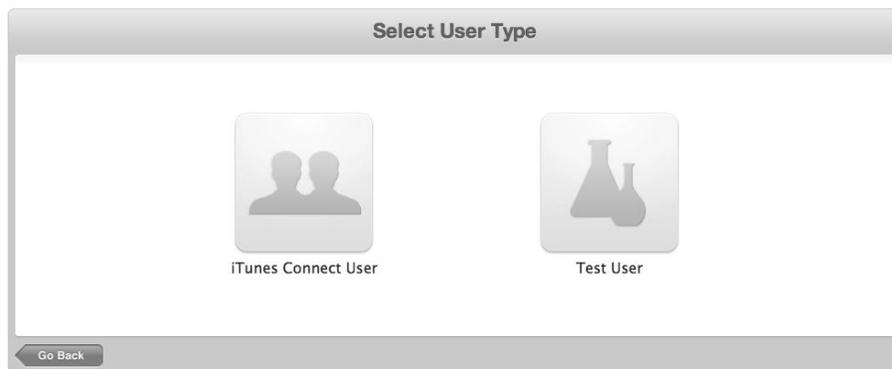 Select User Type
iTunes Connect User
Test User
Go Back